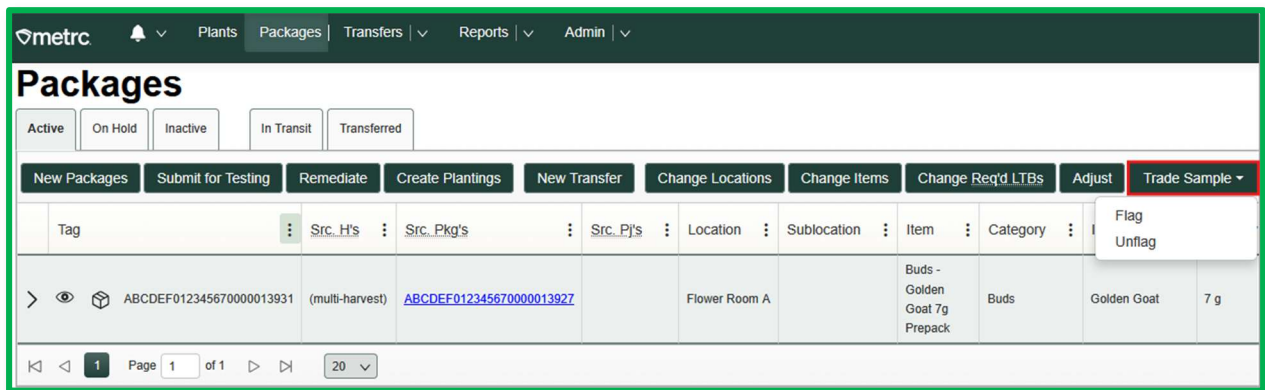 metrc Plants Packages Transfers Reports Admin
Packages
Active On Hold Inactive In Transit Transferred
New Packages Submit for Testing Remediate Create Plantings New Transfer Change Locations Change Items Change Req'd LTBs Adjust Trade Sample
Flag
Unflag
Tag Src. H's Src. Pkg's Src. Pj's Location Sublocation Item Category
ABCDEF012345670000013931 (multi-harvest) ABCDEF012345670000013927 Flower Room A Buds - Golden Goat 7g Prepack Buds Golden Goat 7 g
1 Page 1 of 1 20